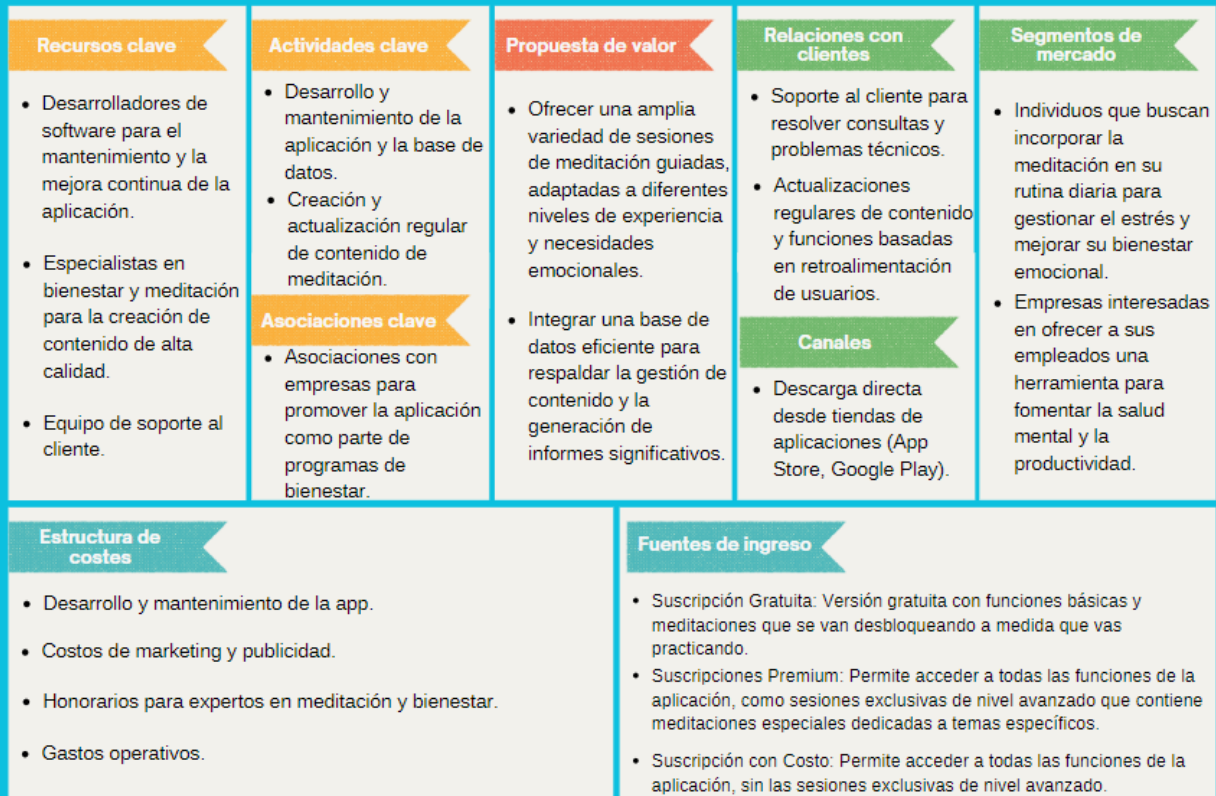 Recursos clave
• Desarrolladores de
software para el
mantenimiento y la
mejora continua de la
aplicación.
• Especialistas en
bienestar y meditación
para la creación de
contenido de alta
calidad.
• Equipo de soporte al
cliente.
Actividades clave
• Desarrollo y
mantenimiento de la
aplicación y la base de
datos.
• Creación y
actualización regular
de contenido de
meditación.
Asociaciones clave
• Asociaciones con
empresas para
promover la aplicación
como parte de
programas de
bienestar.
Propuesta de valor
• Ofrecer una amplia
variedad de sesiones
de meditación guiadas,
adaptadas a diferentes
niveles de experiencia
y necesidades
emocionales.
• Integrar una base de
datos eficiente para
respaldar la gestión de
contenido y la
generación de
informes significativos.
Relaciones con
clientes
• Soporte al cliente para
resolver consultas y
problemas técnicos.
• Actualizaciones
regulares de contenido
y funciones basadas
en retroalimentación
de usuarios.
Canales
• Descarga directa
desde tiendas de
aplicaciones (App
Store, Google Play).
Segmentos de
mercado
• Individuos que buscan
incorporar la
meditación en su
rutina diaria para
gestionar el estrés y
mejorar su bienestar
emocional.
• Empresas interesadas
en ofrecer a sus
empleados una
herramienta para
fomentar la salud
mental y la
productividad.
Estructura de
costes
• Desarrollo y mantenimiento de la app.
• Costos de marketing y publicidad.
• Honorarios para expertos en meditación y bienestar.
• Gastos operativos.
Fuentes de ingreso
• Suscripción Gratuita: Versión gratuita con funciones básicas y
meditaciones que se van desbloqueando a medida que vas
practicando.
• Suscripciones Premium: Permite acceder a todas las funciones de la
aplicación, como sesiones exclusivas de nivel avanzado que contiene
meditaciones especiales dedicadas a temas específicos.
• Suscripción con Costo: Permite acceder a todas las funciones de la
aplicación, sin las sesiones exclusivas de nivel avanzado.